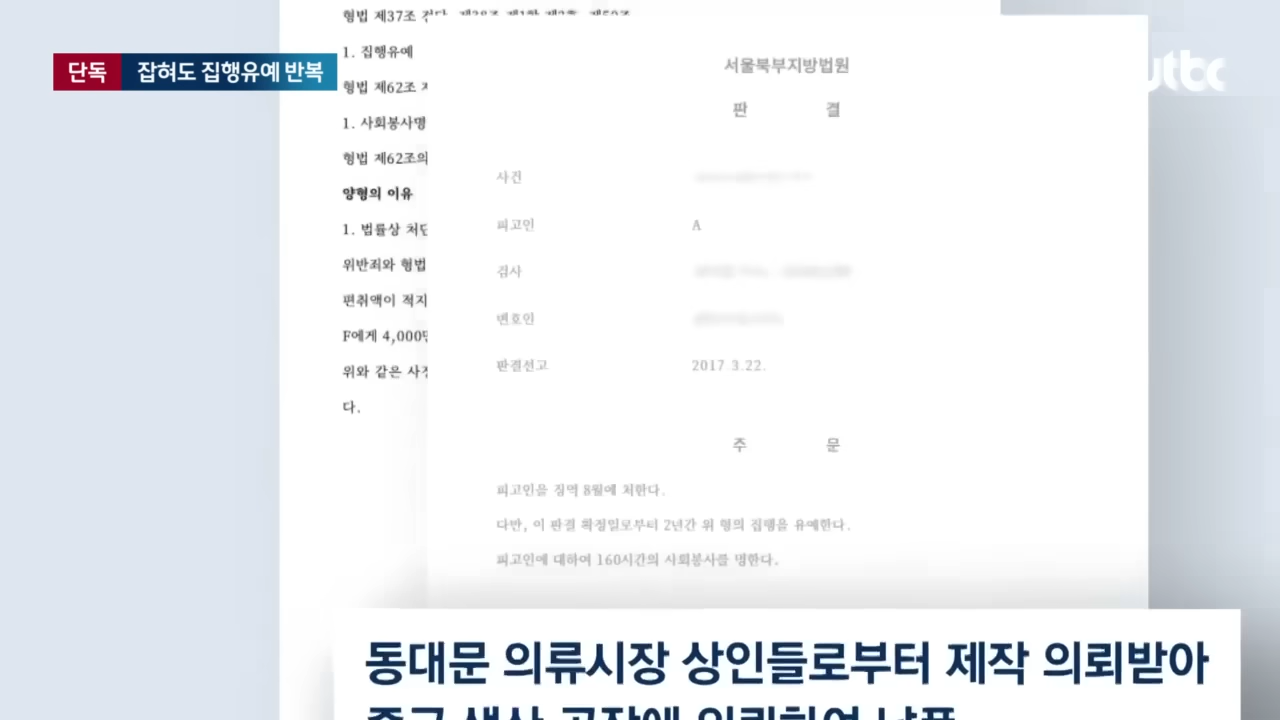 단독 잡혀도 집행유예 반복
jtbc
형법 제37조
1. 집행유예
형법 제62조
1. 사회봉사명
형법 제62조의
양형의 이유
1. 법률상 처단
위반죄와 형법
편취액이 적지
F에게 4,000만
위와 같은 사정
다.
서울북부지방법원
판 결
사건
피고인 A
검사
변호인
판결선고 2017 3.22.
주 문
피고인을 징역 8월에 처한다.
다만, 이 판결 확정일로부터 2년간 위 형의 집행을 유예한다.
피고인에 대하여 160시간의 사회봉사를 명한다.
동대문 의류시장 상인들로부터 제작 의뢰받아